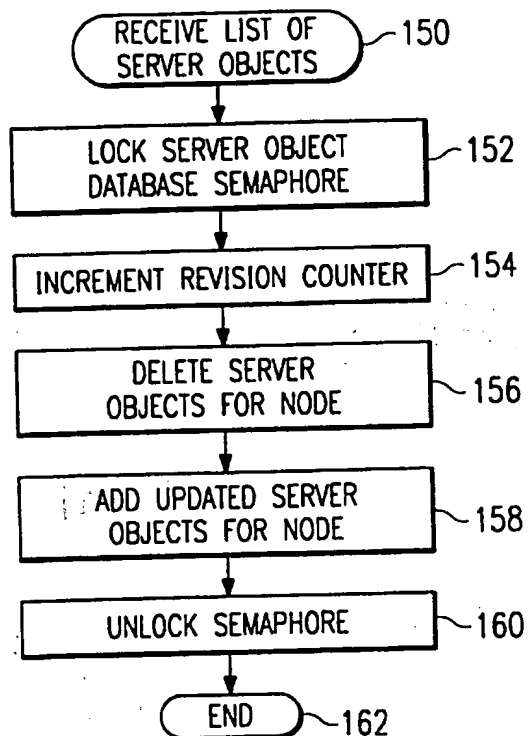 RECEIVE LIST OF
SERVER OBJECTS
150
LOCK SERVER OBJECT
DATABASE SEMAPHORE
152
INCREMENT REVISION COUNTER
154
DELETE SERVER
OBJECTS FOR NODE
156
ADD UPDATED SERVER
OBJECTS FOR NODE
158
UNLOCK SEMAPHORE
160
END
162